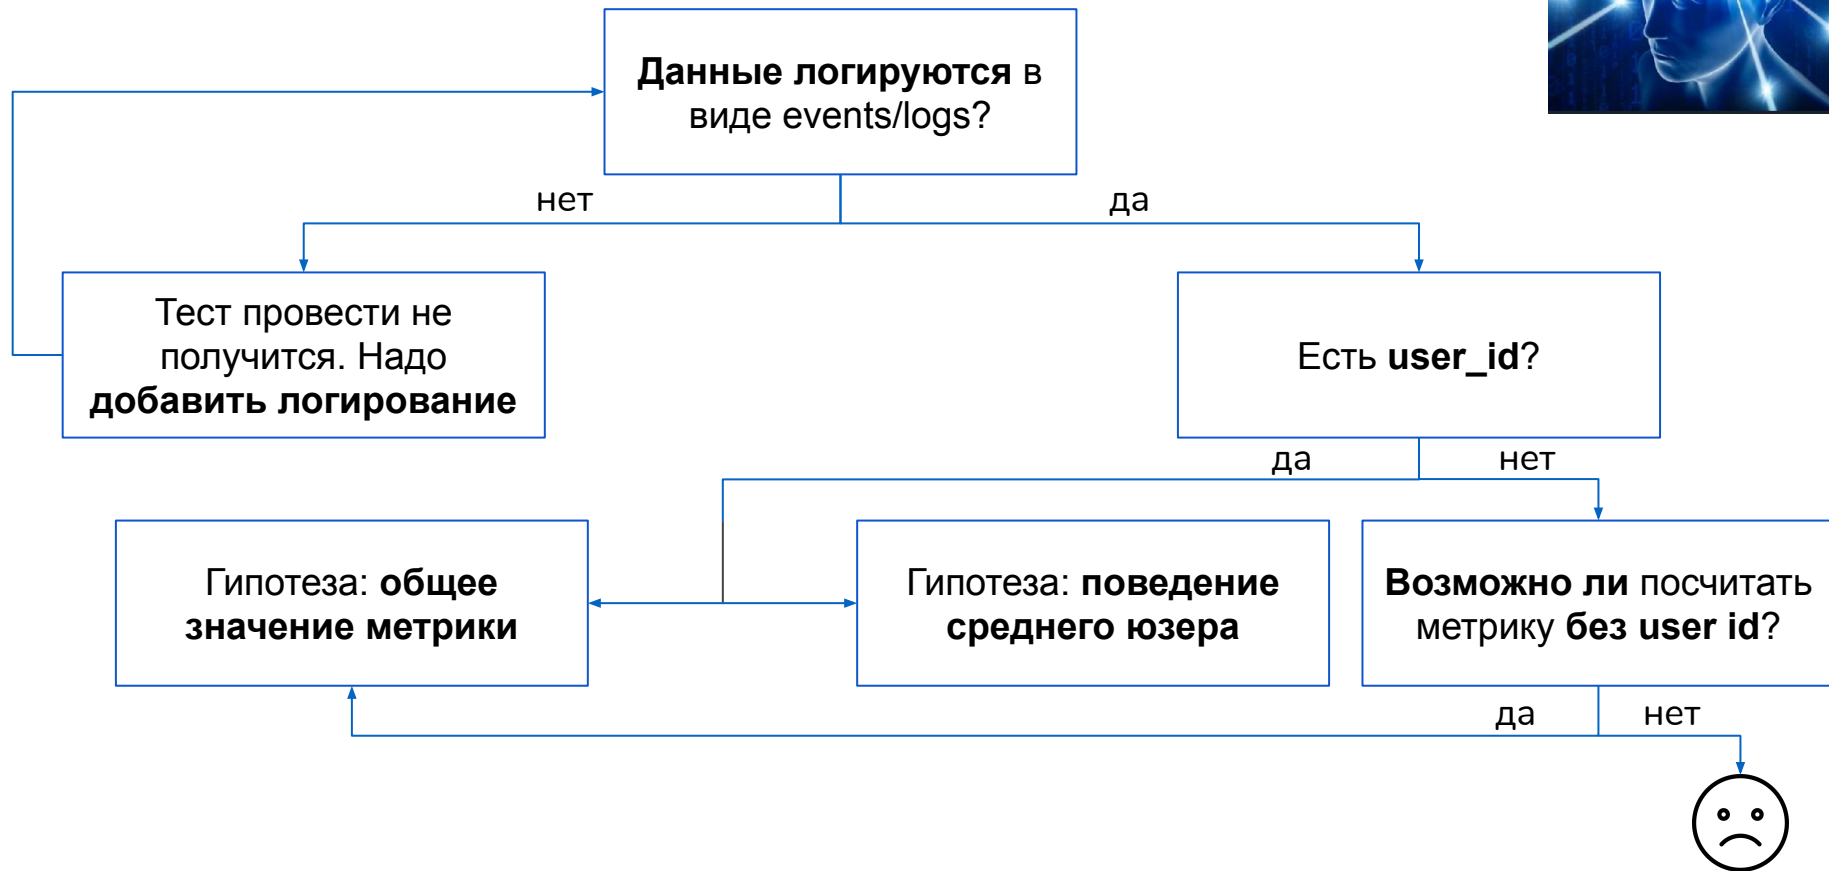 Данные логируются в
виде events/logs?
нет
да
Тест провести не
получится. Надо
добавить логирование
Есть user_id?
да
нет
Гипотеза: общее
значение метрики
Гипотеза: поведение
среднего юзера
Возможно ли посчитать
метрику без user id?
да
нет